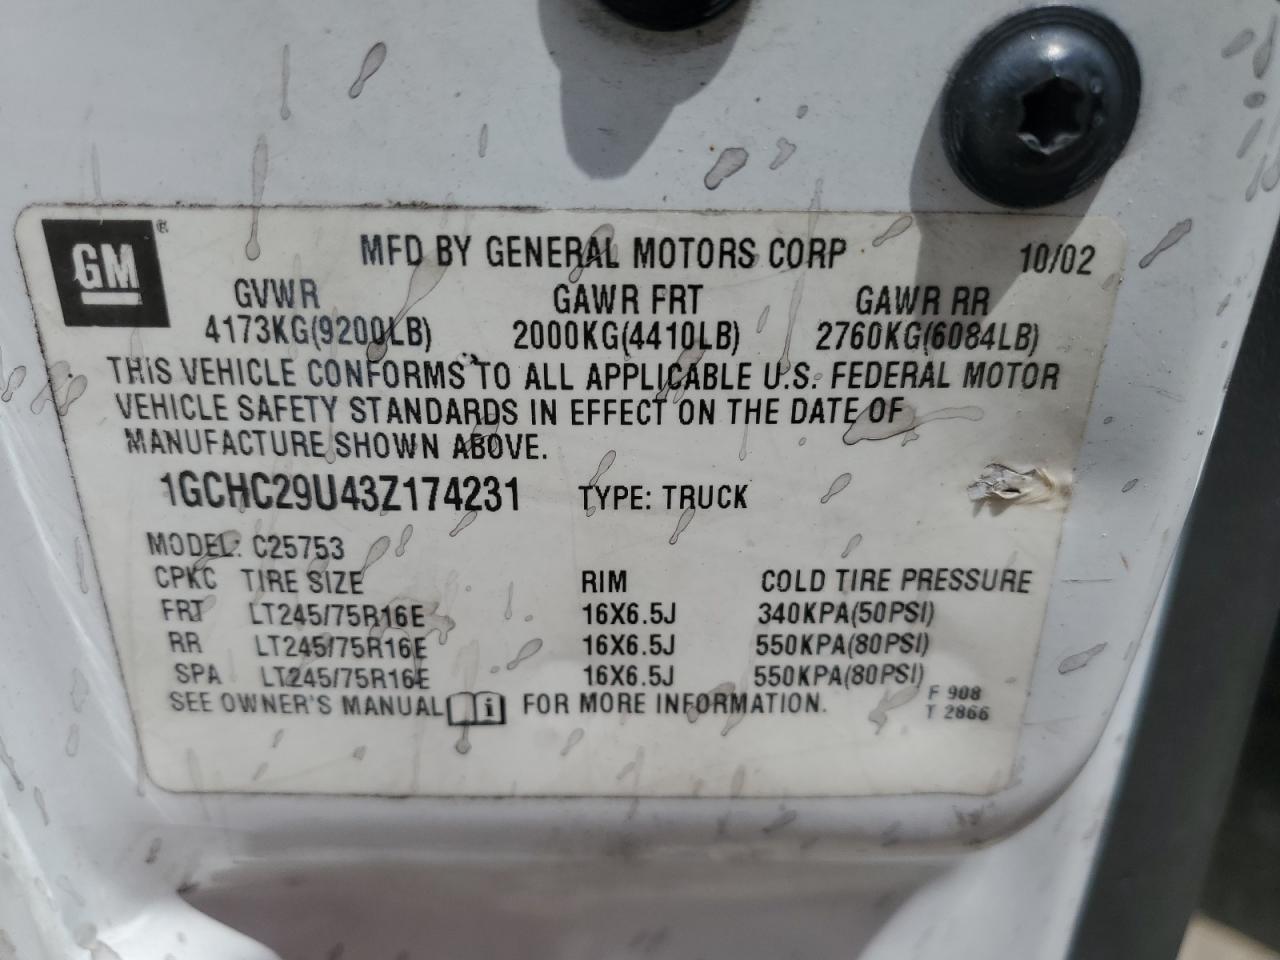 GM ®
MFD BY GENERAL MOTORS CORP 10/02
GVWR GAWR FRT GAWR RR
4173KG(9200LB) 2000KG(4410LB) 2760KG(6084LB)
THIS VEHICLE CONFORMS TO ALL APPLICABLE U.S. FEDERAL MOTOR
VEHICLE SAFETY STANDARDS IN EFFECT ON THE DATE OF
MANUFACTURE SHOWN ABOVE.
1GCHC29U43Z174231 TYPE: TRUCK
MODEL: C25753
CPKC TIRE SIZE RIM COLD TIRE PRESSURE
FRT LT245/75R16E 16X6.5J 340KPA(50PSI)
RR LT245/75R16E 16X6.5J 550KPA(80PSI)
SPA LT245/75R16E 16X6.5J 550KPA(80PSI)
SEE OWNER'S MANUAL i FOR MORE INFORMATION.
F 908
T 2866